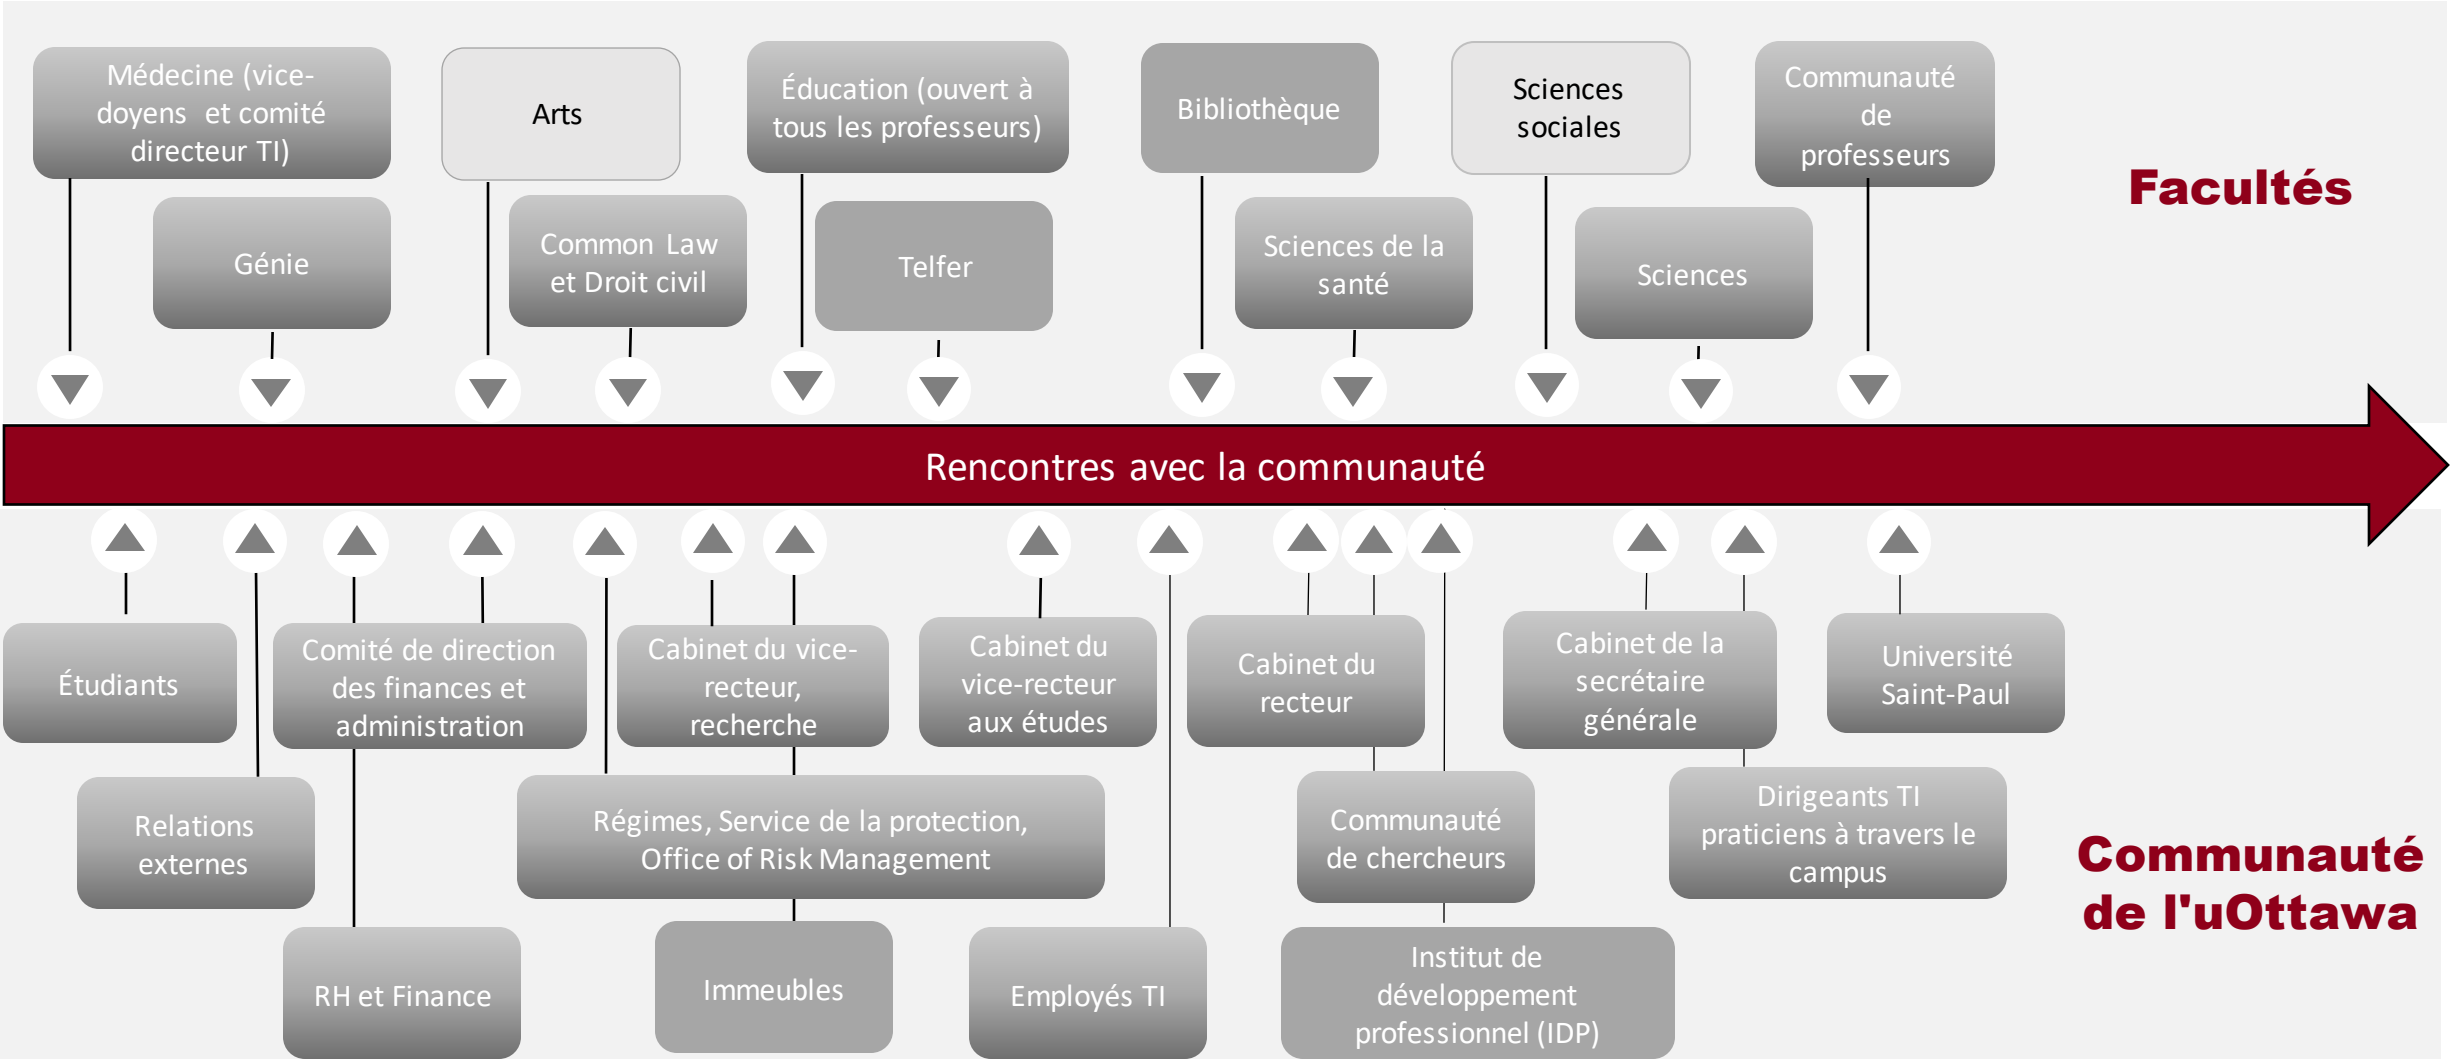 Médecine (vice-
doyens et comité
directeur TI)
Arts
Éducation (ouvert à
tous les professeurs)
Bibliothèque
Sciences
sociales
Communauté
de
professeurs
Facultés
Génie
Common Law
et Droit civil
Telfer
Sciences de la
santé
Sciences
Rencontres avec la communauté
Étudiants
Comité de direction
des finances et
administration
Cabinet du vice-
recteur,
recherche
Cabinet du
vice-recteur
aux études
Cabinet du
recteur
Cabinet de la
secrétaire
générale
Université
Saint-Paul
Relations
externes
Régimes, Service de la protection,
Office of Risk Management
Communauté
de chercheurs
Dirigeants TI
praticiens à travers le
campus
Communauté
de l'uOttawa
RH et Finance
Immeubles
Employés TI
Institut de
développement
professionnel (IDP)